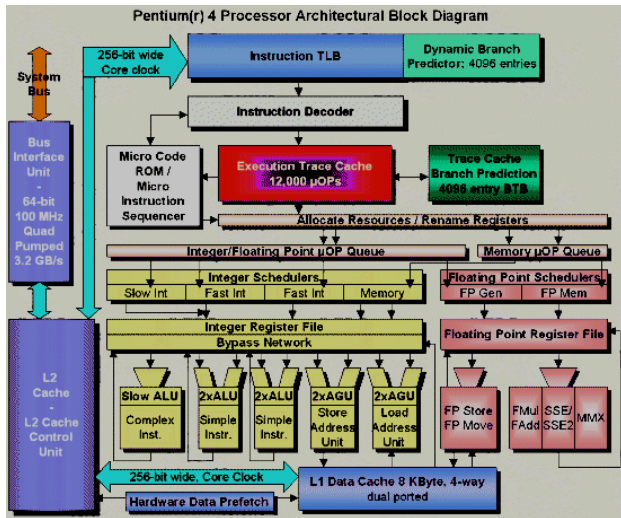 Pentium(r) 4 Processor Architectural Block Diagram
256-bit wide
Core clock
Instruction TLB
Dynamic Branch
Predictor: 4096 entries
System
Bus
Instruction Decoder
Bus
Interface
Unit
-
64-bit
100 MHz
Quad
Pumped
3.2 GB/s
Micro Code
ROM /
Micro
Instruction
Sequencer
Execution Trace Cache
12,000 µOPs
Trace Cache
Branch Prediction
4096 entry BTB
Allocate Resources / Rename Registers
Integer/Floating Point µOP Queue
Memory µOP Queue
Integer Schedulers
Floating Point Schedulers
Slow Int
Fast Int
Fast Int
Memory
FP Gen
FP Mem
Integer Register File
Bypass Network
Floating Point Register File
L2
Cache
-
L2 Cache
Control
Unit
Slow ALU
Complex
Inst.
2xALU
Simple
Instr.
2xALU
Simple
Instr.
2xAGU
Store
Address
Unit
2xAGU
Load
Address
Unit
FP Store
FP Move
FMul
FAdd
SSE/
SSE2
MMX
256-bit wide, Core Clock
L1 Data Cache 8 KByte, 4-way
dual ported
Hardware Data Prefetch